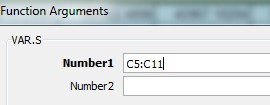 Function Arguments
VAR.S
Number1 C5:C11
Number2